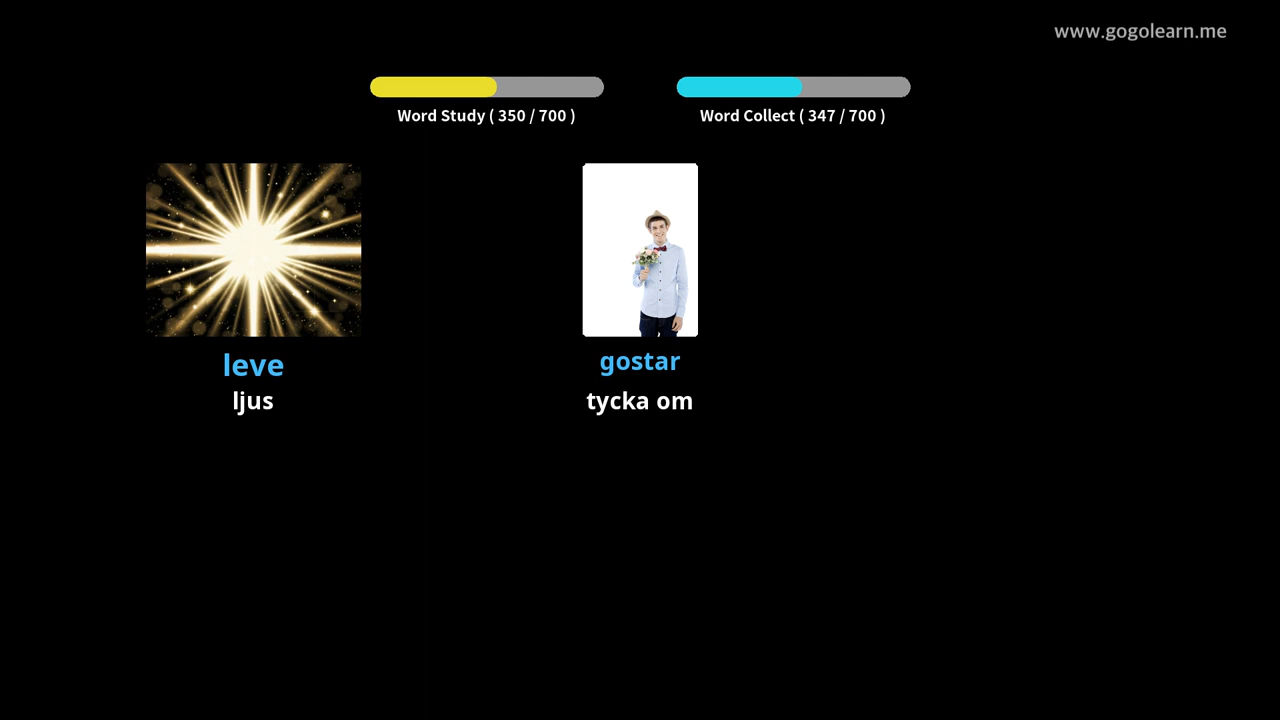 www.gogolearn.me
Word Study ( 350 / 700 )
Word Collect ( 347 / 700 )
leve
ljus
gostar
tycka om